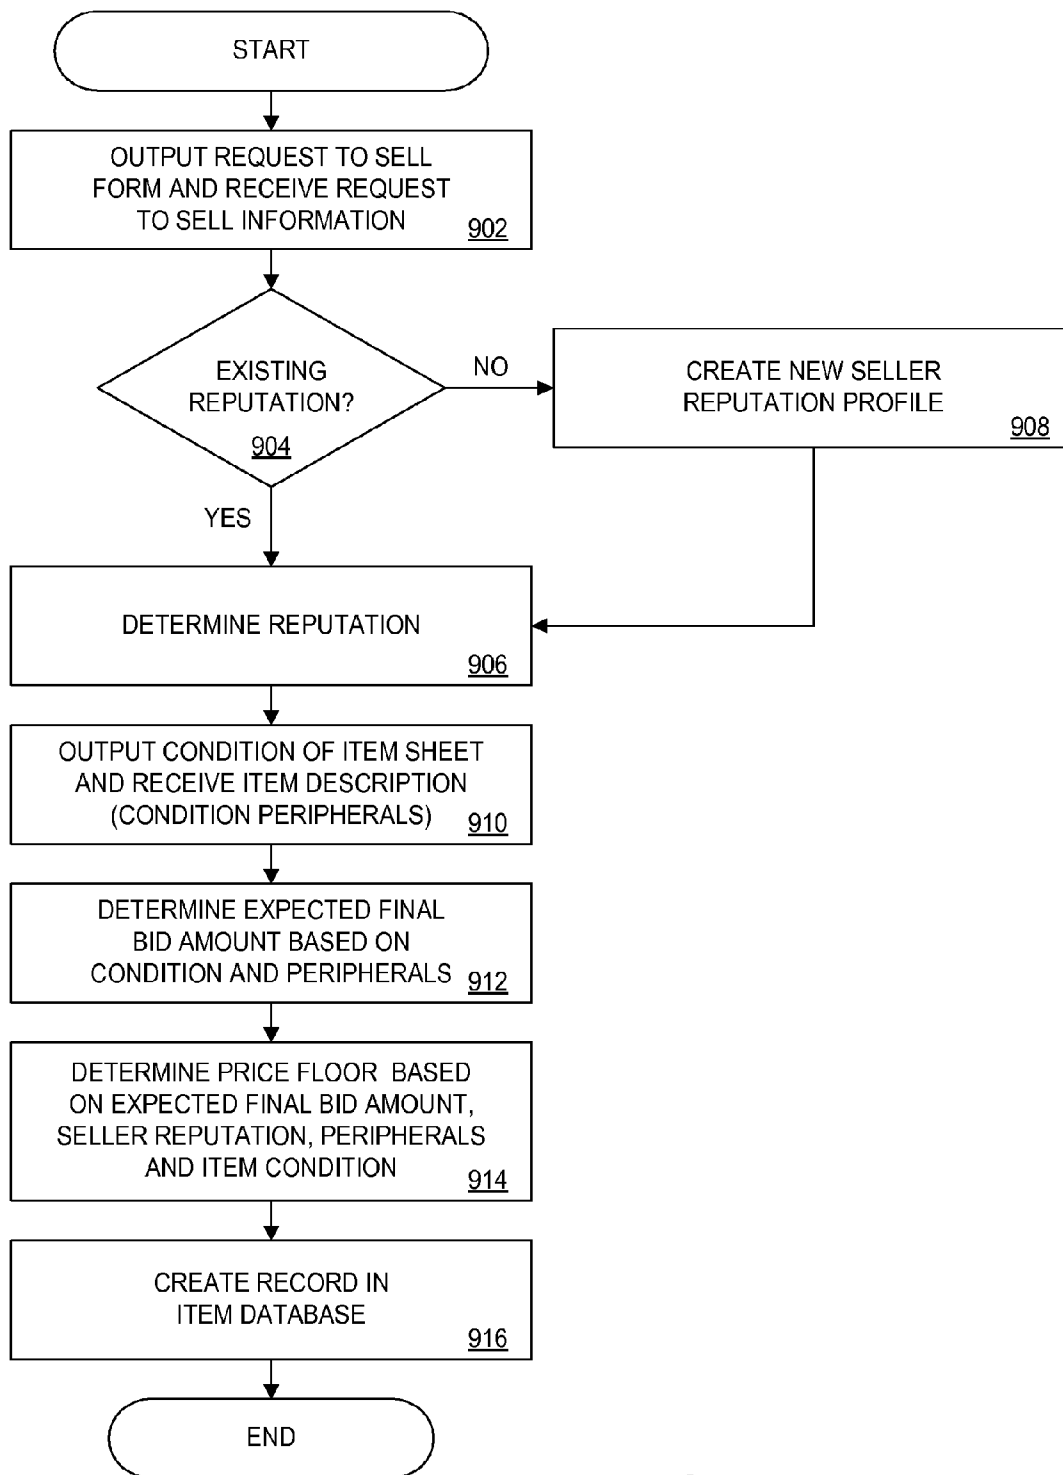 START
OUTPUT REQUEST TO SELL
FORM AND RECEIVE REQUEST
TO SELL INFORMATION
902
EXISTING
REPUTATION?
904
NO
CREATE NEW SELLER
REPUTATION PROFILE
908
YES
DETERMINE REPUTATION
906
OUTPUT CONDITION OF ITEM SHEET
AND RECEIVE ITEM DESCRIPTION
(CONDITION PERIPHERALS)
910
DETERMINE EXPECTED FINAL
BID AMOUNT BASED ON
CONDITION AND PERIPHERALS
912
DETERMINE PRICE FLOOR BASED
ON EXPECTED FINAL BID AMOUNT,
SELLER REPUTATION, PERIPHERALS
AND ITEM CONDITION
914
CREATE RECORD IN
ITEM DATABASE
916
END